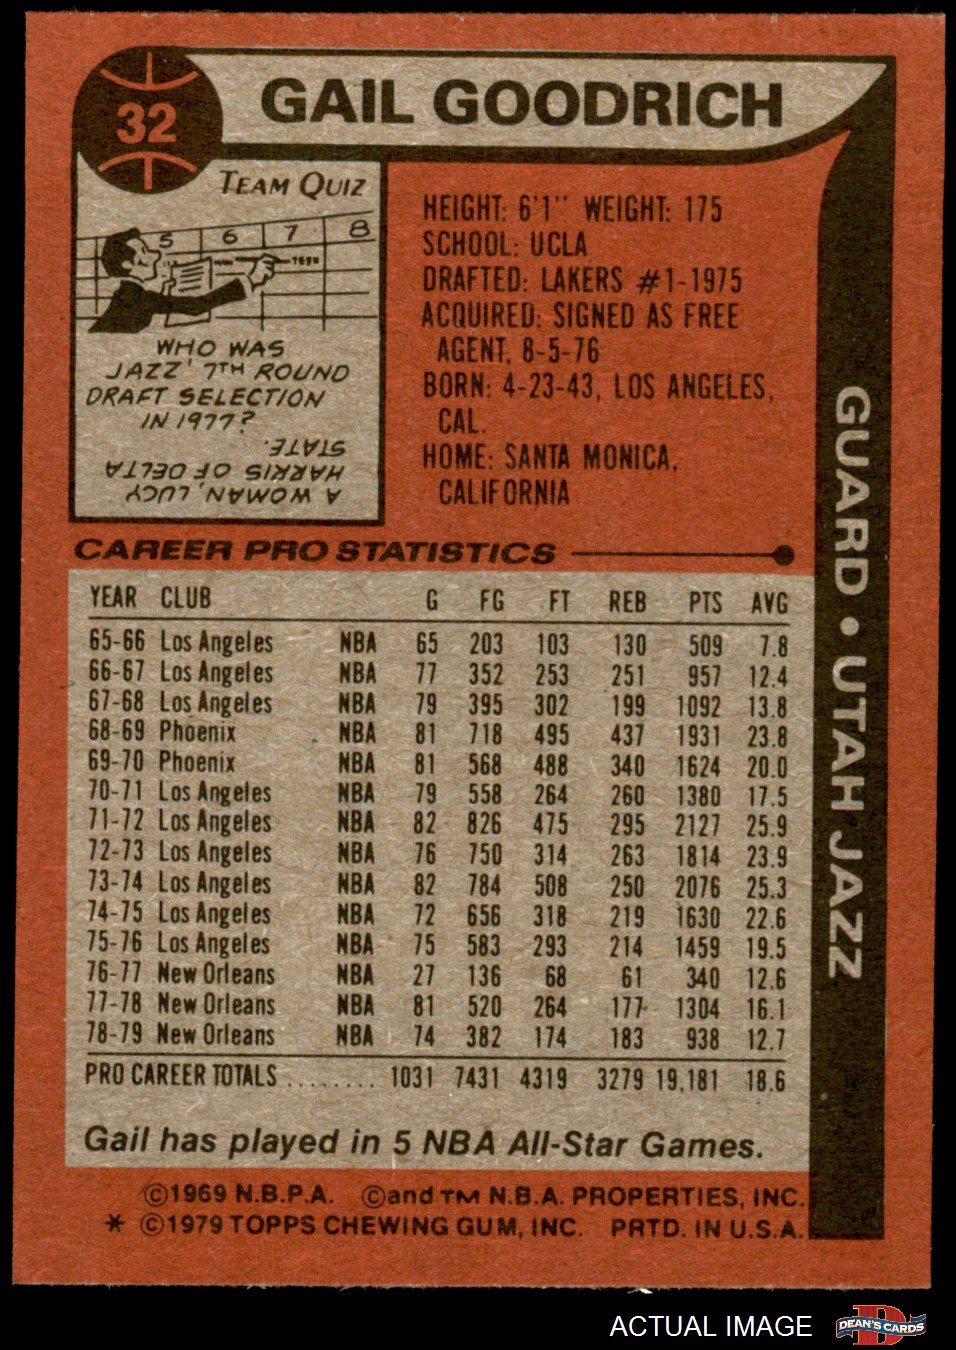 32
GAIL GOODRICH
TEAM QUIZ
5 6 7 8
WHO WAS
JAZZ' 7TH ROUND
DRAFT SELECTION
IN 1977?
A WOMAN, LUCY
HARRIS OF DELTA
STATE.
HEIGHT: 6'1" WEIGHT: 175
SCHOOL: UCLA
DRAFTED: LAKERS #1-1975
ACQUIRED: SIGNED AS FREE
AGENT, 8-5-76
BORN: 4-23-43, LOS ANGELES,
CAL.
HOME: SANTA MONICA,
CALIFORNIA
GUARD • UTAH JAZZ
CAREER PRO STATISTICS
YEAR CLUB G FG FT REB PTS AVG
65-66 Los Angeles NBA 65 203 103 130 509 7.8
66-67 Los Angeles NBA 77 352 253 251 957 12.4
67-68 Los Angeles NBA 79 395 302 199 1092 13.8
68-69 Phoenix NBA 81 718 495 437 1931 23.8
69-70 Phoenix NBA 81 568 488 340 1624 20.0
70-71 Los Angeles NBA 79 558 264 260 1380 17.5
71-72 Los Angeles NBA 82 826 475 295 2127 25.9
72-73 Los Angeles NBA 76 750 314 263 1814 23.9
73-74 Los Angeles NBA 82 784 508 250 2076 25.3
74-75 Los Angeles NBA 72 656 318 219 1630 22.6
75-76 Los Angeles NBA 75 583 293 214 1459 19.5
76-77 New Orleans NBA 27 136 68 61 340 12.6
77-78 New Orleans NBA 81 520 264 177 1304 16.1
78-79 New Orleans NBA 74 382 174 183 938 12.7
PRO CAREER TOTALS ........ 1031 7431 4319 3279 19,181 18.6
Gail has played in 5 NBA All-Star Games.
©1969 N.B.P.A. ©and TM N.B.A. PROPERTIES, INC.
* ©1979 TOPPS CHEWING GUM, INC. PRTD. IN U.S.A.
ACTUAL IMAGE
D
DEAN'S CARDS